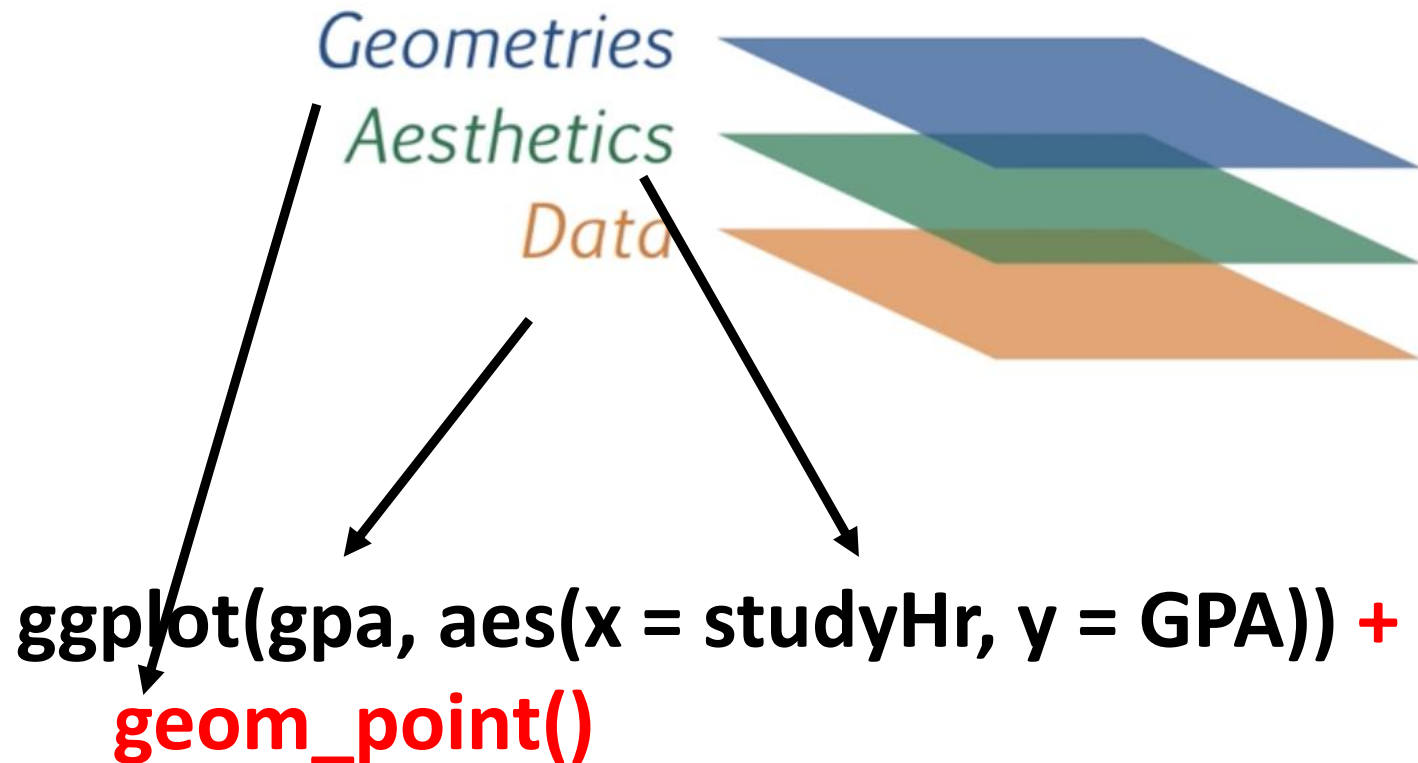 Geometries
Aesthetics
Data
ggplot(gpa, aes(x = studyHr, y = GPA)) +
geom_point()